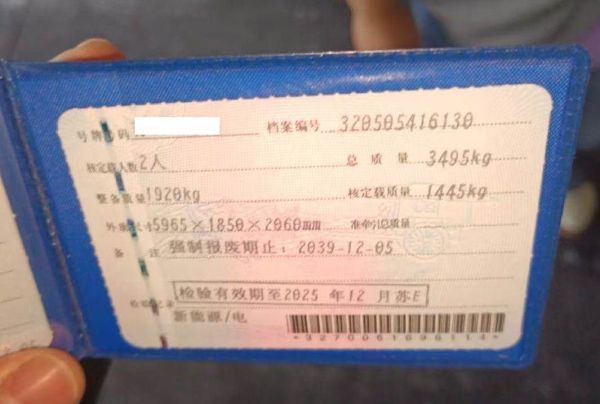 号牌号码 档案编号 320505416130
核定载人数 2人 总质量 3495kg
整备质量 1920kg 核定载质量 1445kg
外廓尺寸 5965×1850×2060mm 准牵引总质量
备注 强制报废期止: 2039-12-05
检验记录 检验有效期至2025 年12 月苏E
新能源/电